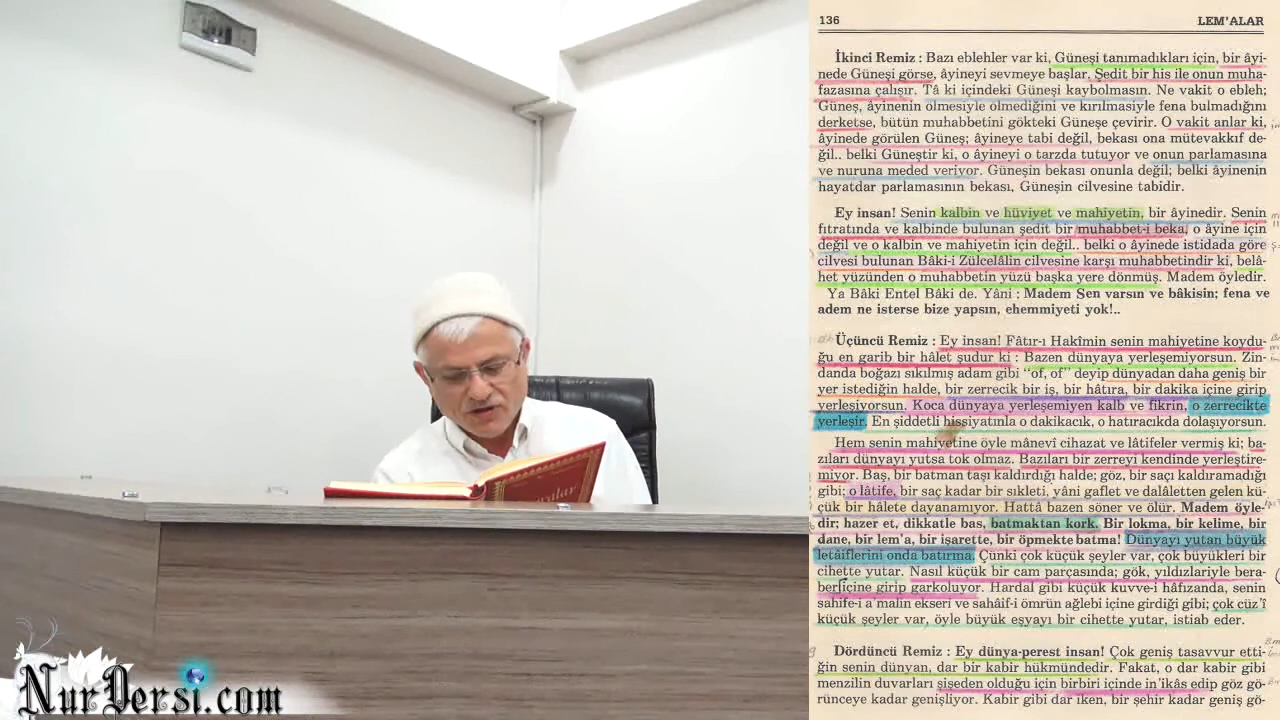 136
LEM'ALAR
İkinci Remiz : Bazı eblehler var ki, Güneşi tanımadıkları için, bir âyi-
nede Güneşi görse, âyineyi sevmeye başlar. Şedit bir his ile onun muha-
fazasına çalışır. Tâ ki içindeki Güneşi kaybolmasın. Ne vakit o ebleh;
Güneş, âyinenin ölmesiyle ölmediğini ve kırılmasiyle fena bulmadığını
derketse, bütün muhabbetini gökteki Güneşe çevirir. O vakit anlar ki,
âyinede görülen Güneş; âyineye tabi değil, bekası ona mütevakkıf de-
ğil.. belki Güneştir ki, o âyineyi o tarzda tutuyor ve onun parlamasına
ve nuruna meded veriyor. Güneşin bekası onunla değil; belki âyinenin
hayatdar parlamasının bekası, Güneşin cilvesine tabidir.
Ey insan! Senin kalbin ve hüviyet ve mahiyetin, bir âyinedir. Senin
fıtratında ve kalbinde bulunan şedit bir muhabbet-i beka, o âyine için
değil ve o kalbin ve mahiyetin için değil.. belki o âyinede istidada göre
cilvesi bulunan Bâki-i Zülcelâlin cilvesine karşı muhabbetindir ki, belâ-
het yüzünden o muhabbetin yüzü başka yere dönmüş. Madem öyledir.
Ya Bâki Entel Bâki de. Yâni : Madem Sen varsın ve bâkisin; fena ve
adem ne isterse bize yapsın, ehemmiyeti yok!..
Üçüncü Remiz : Ey insan! Fâtır-ı Hakîmin senin mahiyetine koydu-
ğu en garib bir hâlet şudur ki : Bazen dünyaya yerleşemiyorsun. Zin-
danda boğazı sıkılmış adam gibi "of, of" deyip dünyadan daha geniş bir
yer istediğin halde, bir zerrecik bir iş, bir hâtıra, bir dakika içine girip
yerleşiyorsun. Koca dünyaya yerleşemiyen kalb ve fikrin, o zerrecikte
yerleşir. En şiddetli hissiyatınla o dakikacık, o hatıracıkda dolaşıyorsun.
Hem senin mahiyetine öyle mânevî cihazat ve lâtifeler vermiş ki; ba-
zıları dünyayı yutsa tok olmaz. Bazıları bir zerreyi kendinde yerleştire-
miyor. Baş, bir batman taşı kaldırdığı halde; göz, bir saçı kaldıramadığı
gibi; o lâtife, bir saç kadar bir sıkleti, yâni gaflet ve dalâletten gelen kü-
çük bir hâlete dayanamıyor. Hattâ bazen söner ve ölür. Madem öyle-
dir; hazer et, dikkatle bas, batmaktan kork. Bir lokma, bir kelime, bir
dane, bir lem'a, bir işarette, bir öpmekte batma! Dünyayı yutan büyük
letâiflerini onda batırma. Çünki çok küçük şeyler var, çok büyükleri bir
cihette yutar. Nasıl küçük bir cam parçasında; gök, yıldızlariyle bera-
ber içine girip garkoluyor. Hardal gibi küçük kuvve-i hâfızanda, senin
sahife-i a malin ekseri ve sahâif-i ömrün ağlebi içine girdiği gibi; çok cüz'î
küçük şeyler var, öyle büyük eşyayı bir cihette yutar, istiab eder.
Dördüncü Remiz : Ey dünya-perest insan! Çok geniş tasavvur etti-
ğin senin dünyan, dar bir kabir hükmündedir. Fakat, o dar kabir gibi
menzilin duvarları şişeden olduğu için birbiri içinde in'ikâs edip göz gö-
rünceye kadar genişliyor. Kabir gibi dar iken, bir şehir kadar geniş gö-
NurDersi.com